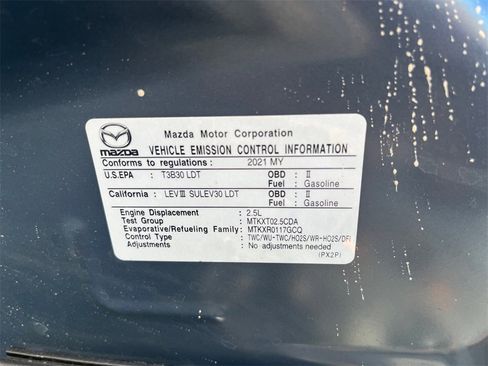 Mazda Motor Corporation
mazda VEHICLE EMISSION CONTROL INFORMATION
Conforms to regulations : 2021 MY
U.S.EPA : T3B30 LDT OBD : II
Fuel : Gasoline
California : LEVⅢ SULEV30 LDT OBD : II
Fuel : Gasoline
Engine Displacement : 2.5L
Test Group : MTKXT02.5CDA
Evaporative/Refueling Family: MTKXR0117GCQ
Control Type : TWC/WU-TWC/HO2S/WR-HO2S/DFI
Adjustments : No adjustments needed
(PX2P)